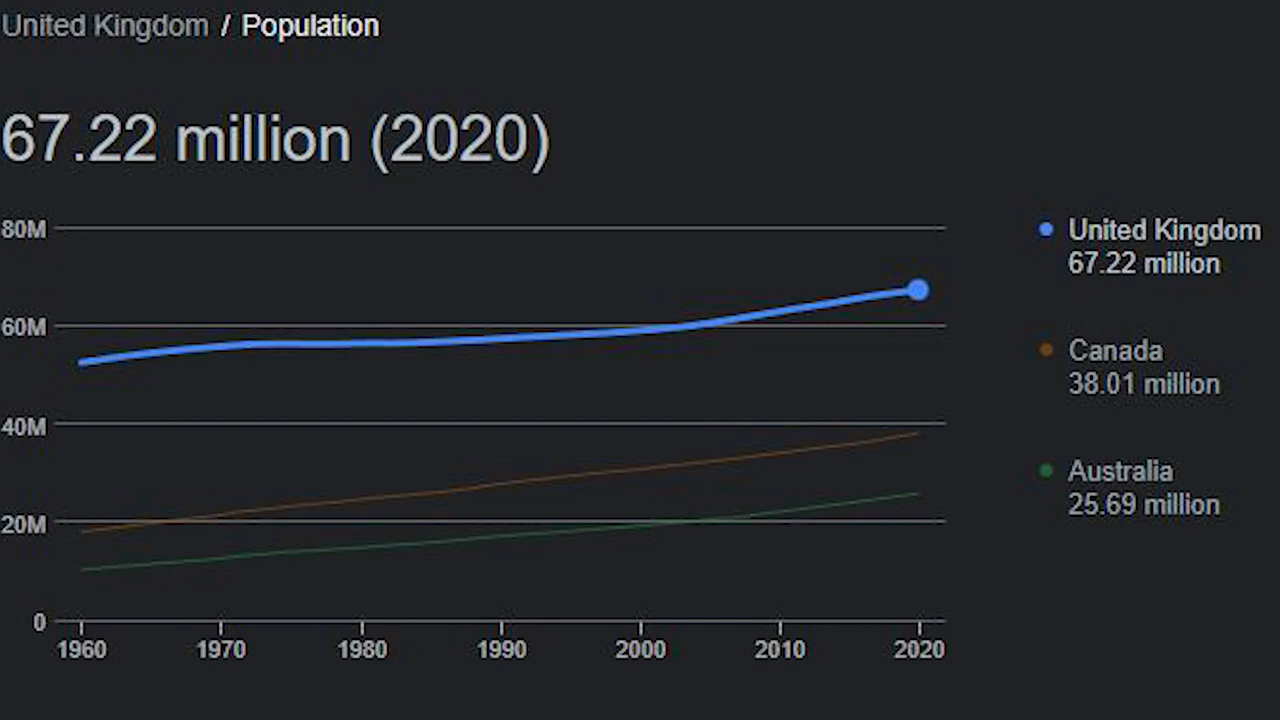 United Kingdom / Population
67.22 million (2020)
80M
60M
40M
20M
0
1960 1970 1980 1990 2000 2010 2020
United Kingdom
67.22 million
Canada
38.01 million
Australia
25.69 million